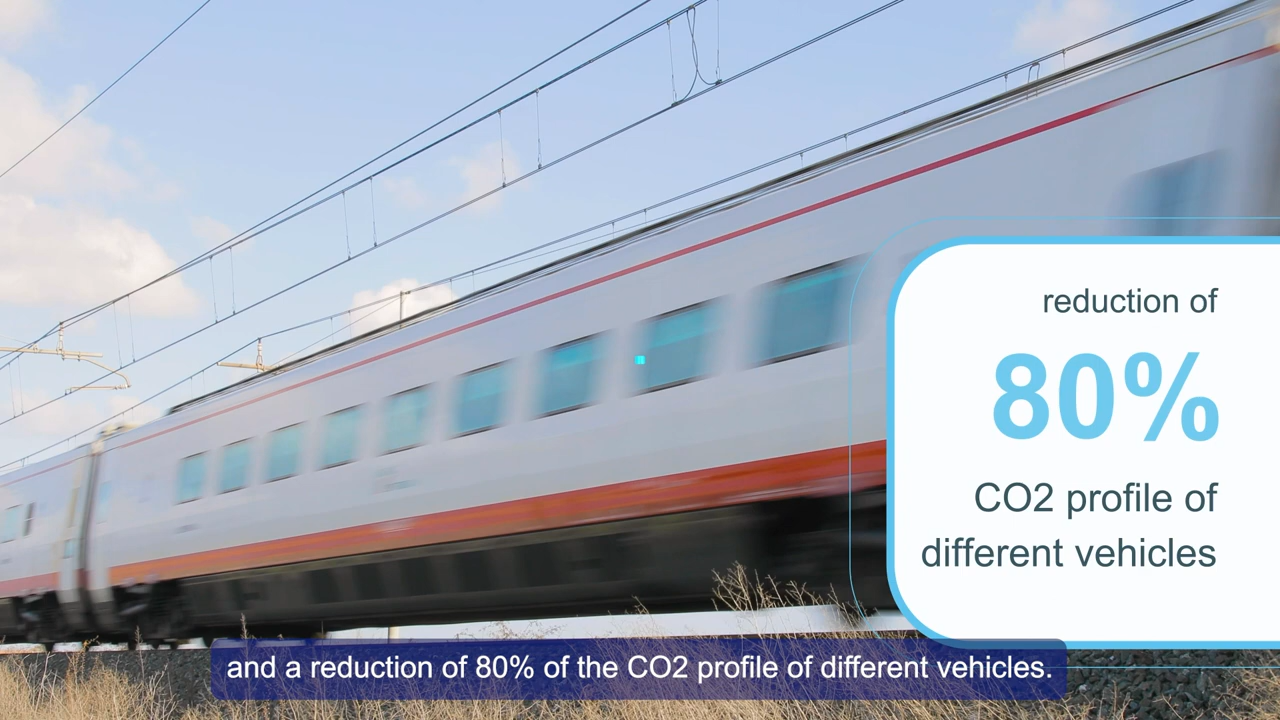 reduction of
80%
CO2 profile of
different vehicles
and a reduction of 80% of the CO2 profile of different vehicles.